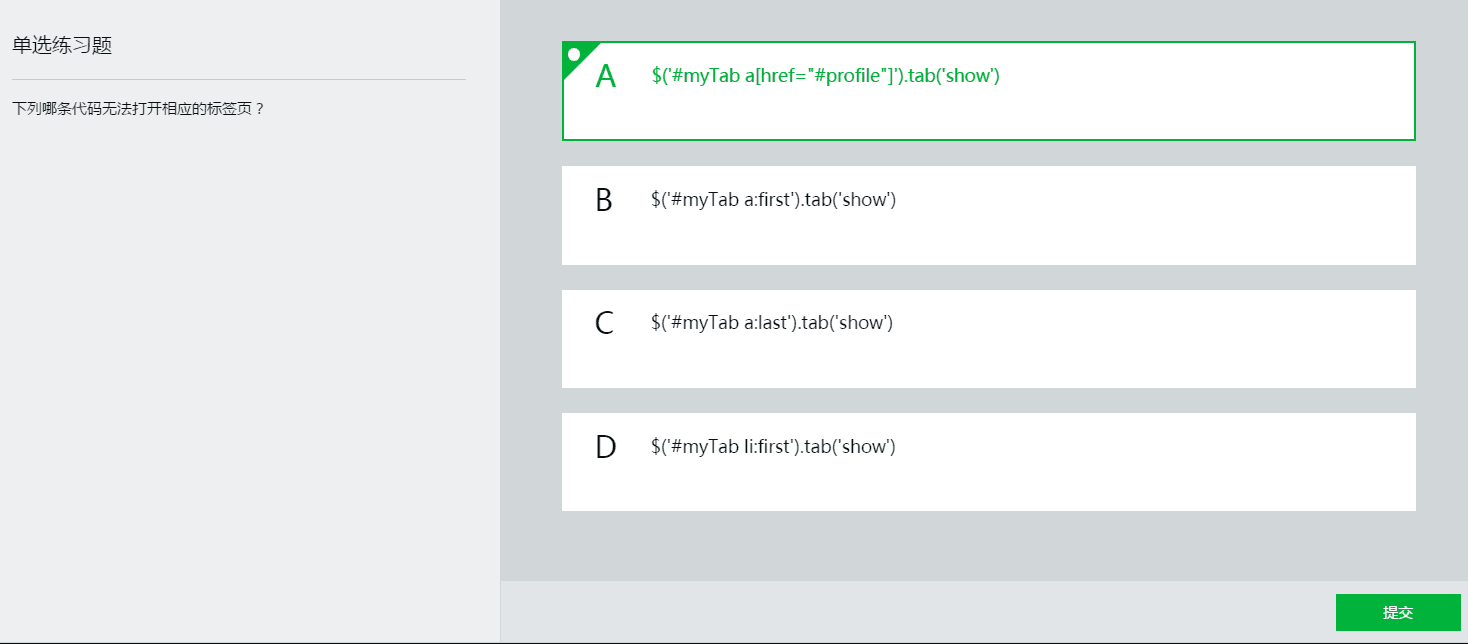 单选练习题
下列哪条代码无法打开相应的标签页？
A $('#myTab a[href="#profile"]').tab('show')
B $('#myTab a:first').tab('show')
C $('#myTab a:last').tab('show')
D $('#myTab li:first').tab('show')
提交